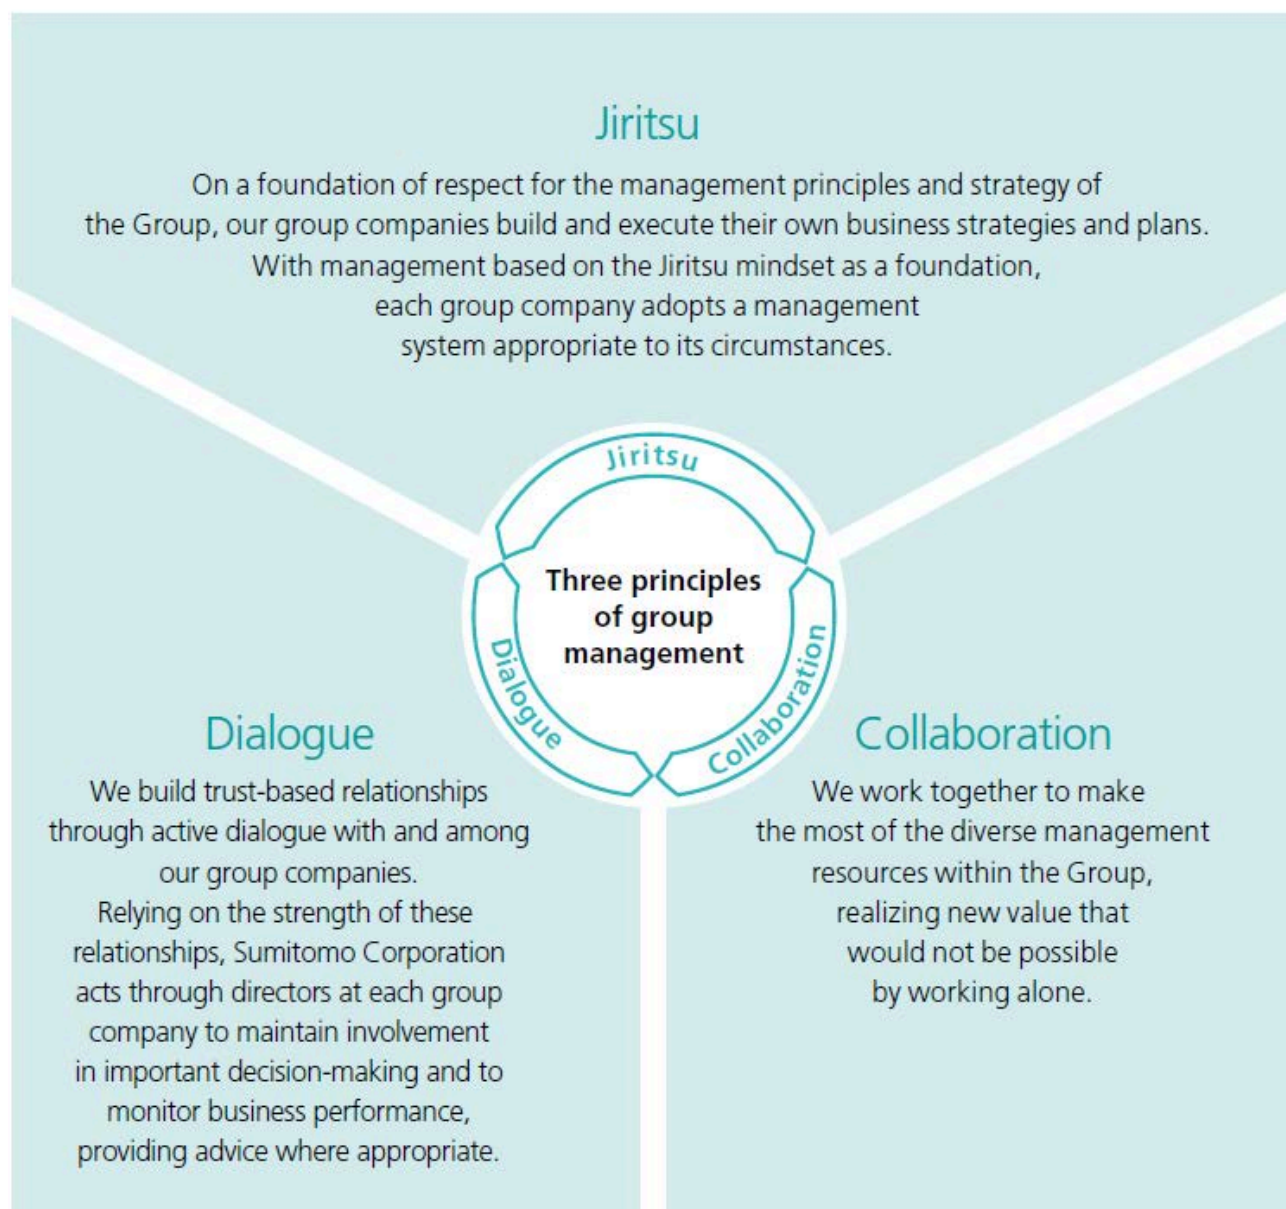 Jiritsu
On a foundation of respect for the management principles and strategy of
the Group, our group companies build and execute their own business strategies and plans.
With management based on the Jiritsu mindset as a foundation,
each group company adopts a management
system appropriate to its circumstances.
Jiritsu
Three principles
of group
management
Dialogue
Collaboration
Dialogue
We build trust-based relationships
through active dialogue with and among
our group companies.
Relying on the strength of these
relationships, Sumitomo Corporation
acts through directors at each group
company to maintain involvement
in important decision-making and to
monitor business performance,
providing advice where appropriate.
Collaboration
We work together to make
the most of the diverse management
resources within the Group,
realizing new value that
would not be possible
by working alone.